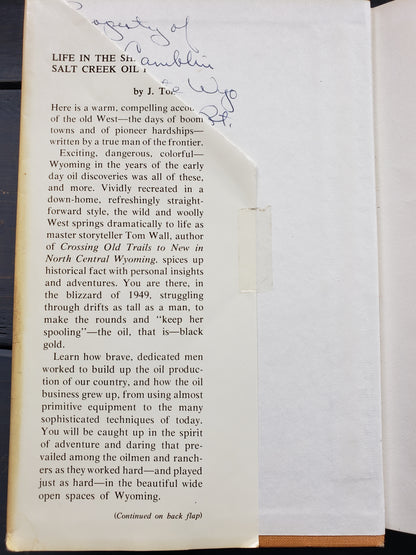 Property of
Camblin
Wyo
Rt.
LIFE IN THE SH
SALT CREEK OIL
by J. To
Here is a warm, compelling accou
of the old West—the days of boom
towns and of pioneer hardships—
written by a true man of the frontier.
Exciting, dangerous, colorful—
Wyoming in the years of the early
day oil discoveries was all of these,
and more. Vividly recreated in a
down-home, refreshingly straight-
forward style, the wild and woolly
West springs dramatically to life as
master storyteller Tom Wall, author
of Crossing Old Trails to New in
North Central Wyoming, spices up
historical fact with personal insights
and adventures. You are there, in
the blizzard of 1949, struggling
through drifts as tall as a man, to
make the rounds and “keep her
spooling”—the oil, that is—black
gold.
Learn how brave, dedicated men
worked to build up the oil produc-
tion of our country, and how the oil
business grew up, from using almost
primitive equipment to the many
sophisticated techniques of today.
You will be caught up in the spirit
of adventure and daring that pre-
vailed among the oilmen and ranch-
ers as they worked hard—and played
just as hard—in the beautiful wide
open spaces of Wyoming.
(Continued on back flap)